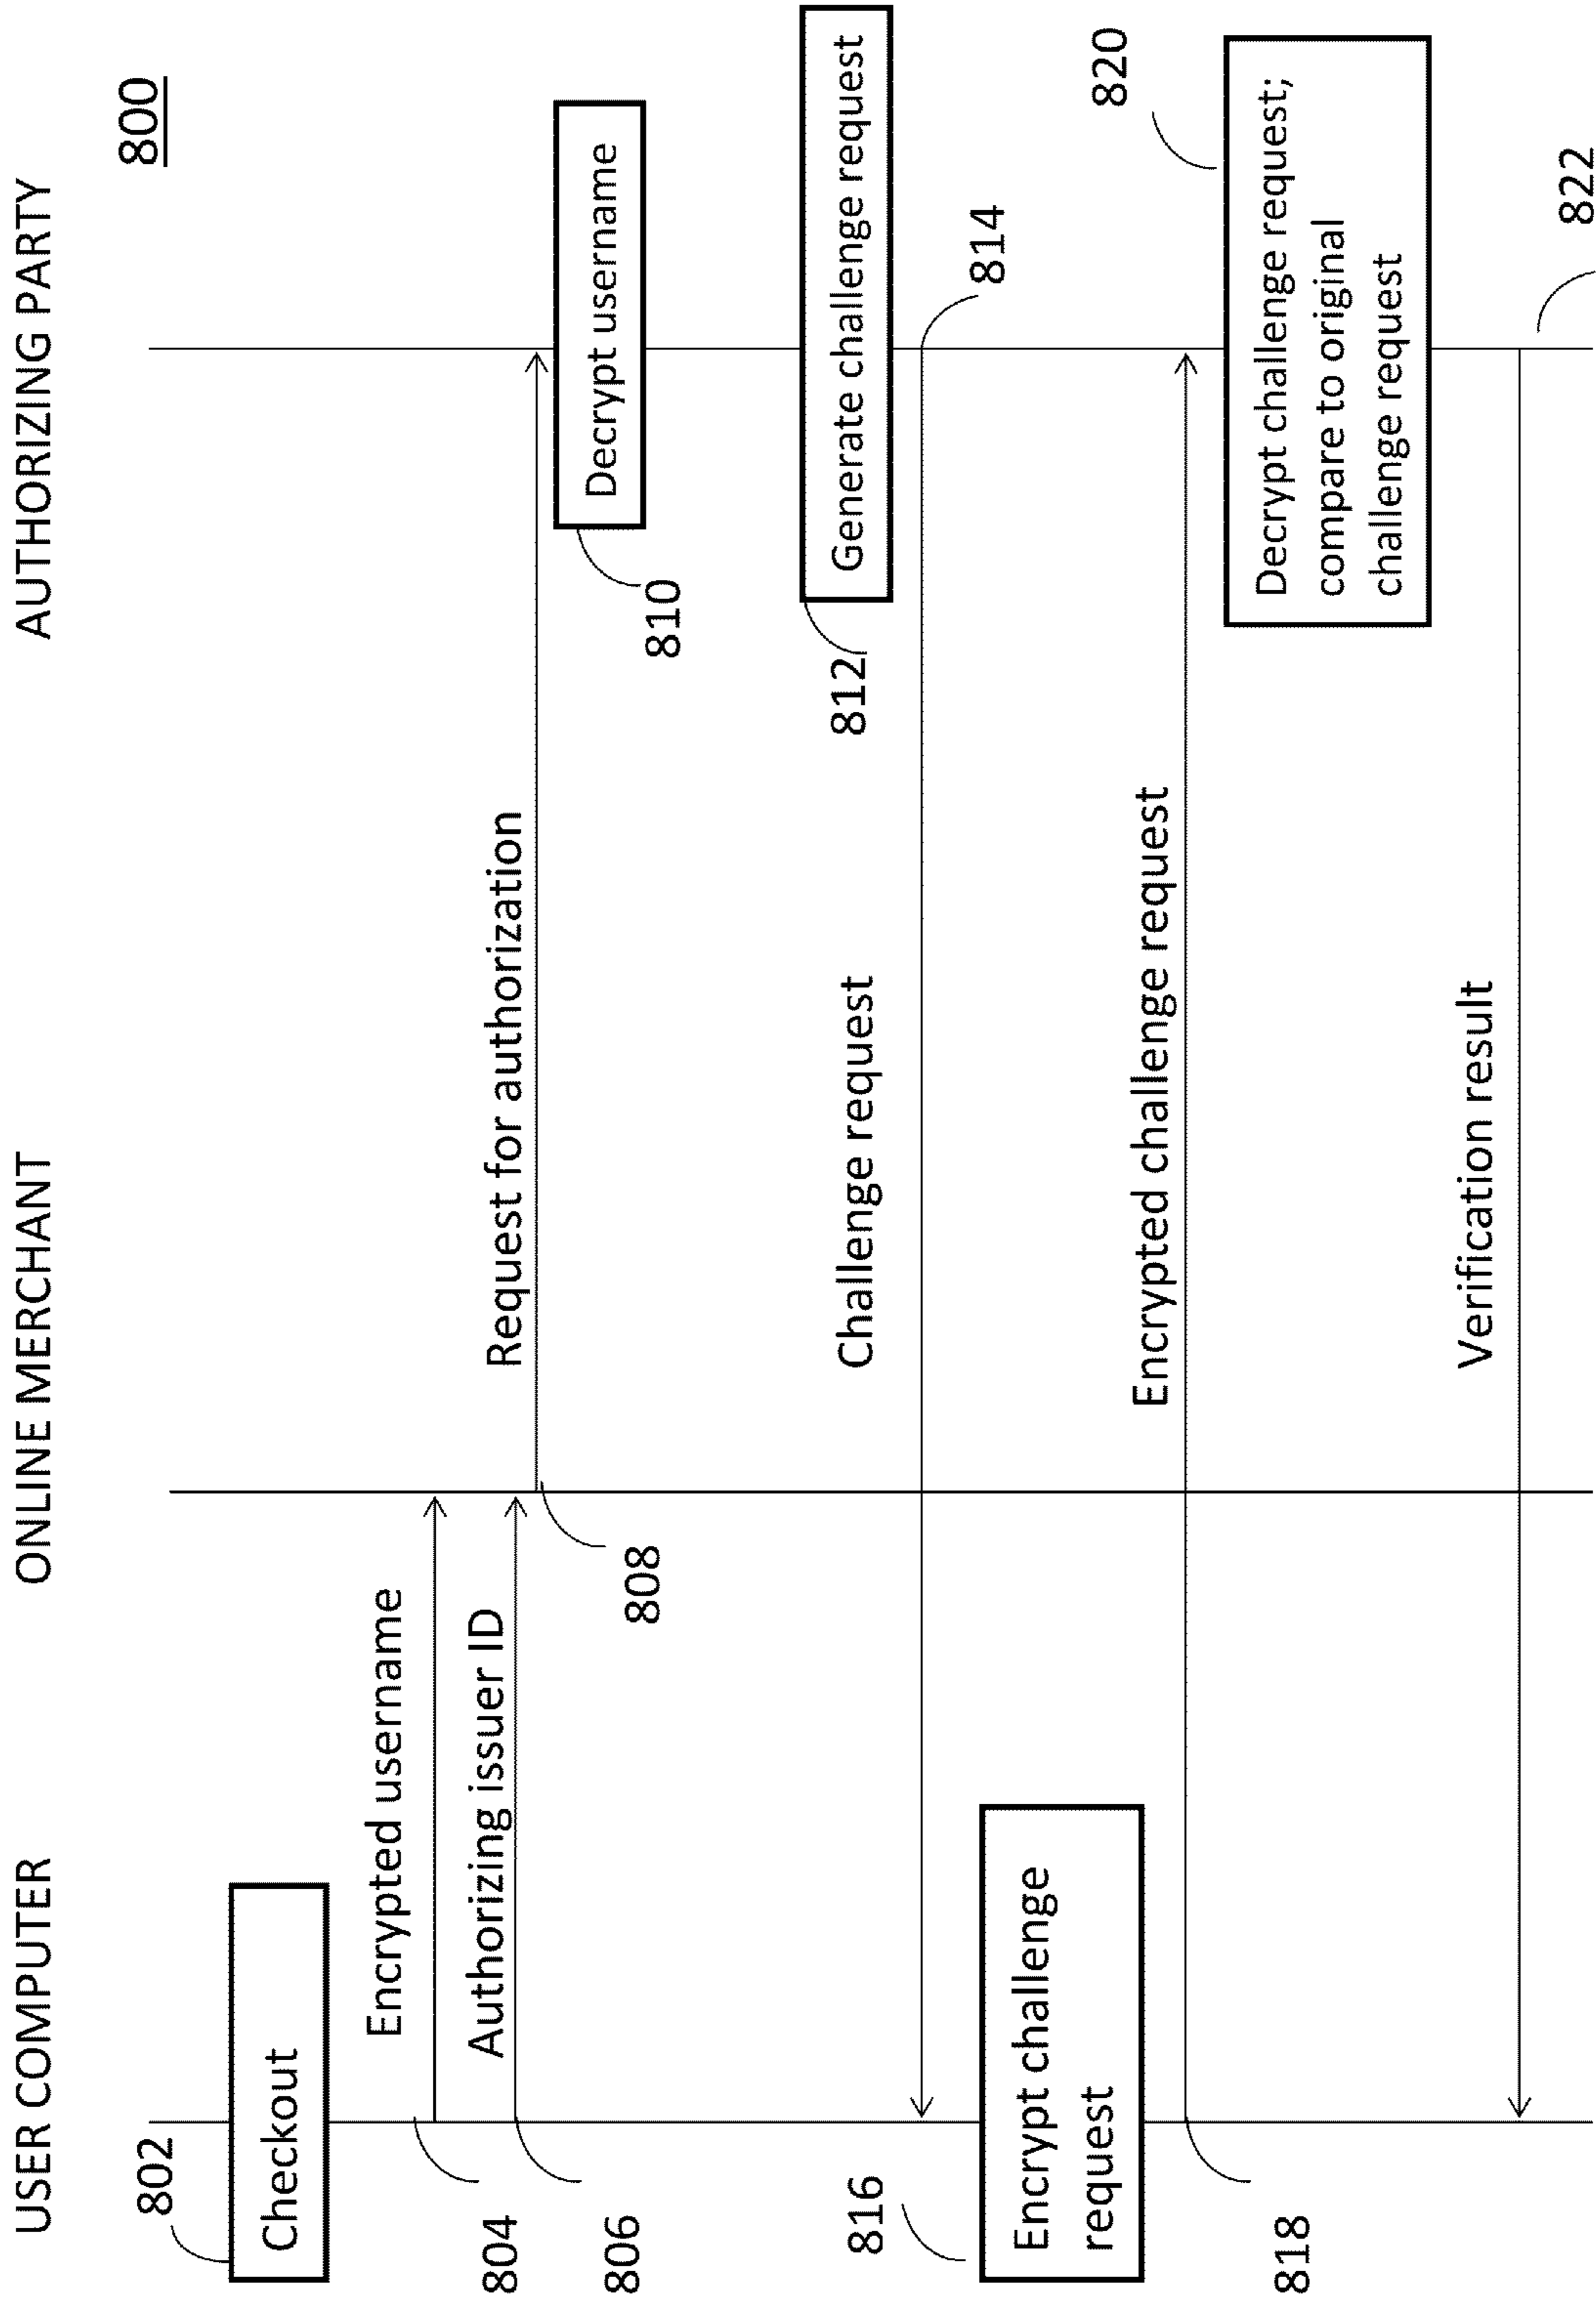 USER COMPUTER
ONLINE MERCHANT
AUTHORIZING PARTY
800
802
Checkout
Encrypted username
804
Authorizing issuer ID
806
Request for authorization
808
Decrypt username
810
Generate challenge request
812
Challenge request
814
816
Encrypt challenge
request
Encrypted challenge request
818
820
Decrypt challenge request;
compare to original
challenge request
Verification result
822